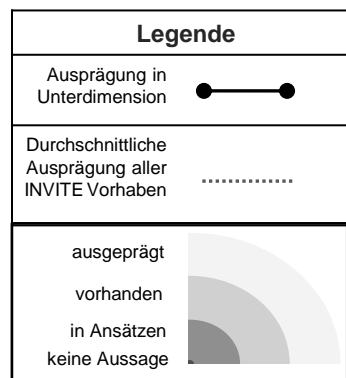 Legende
Ausprägung in
Unterdimension
Durchschnittliche
Ausprägung aller
INVITE Vorhaben
ausgeprägt
vorhanden
in Ansätzen
keine Aussage